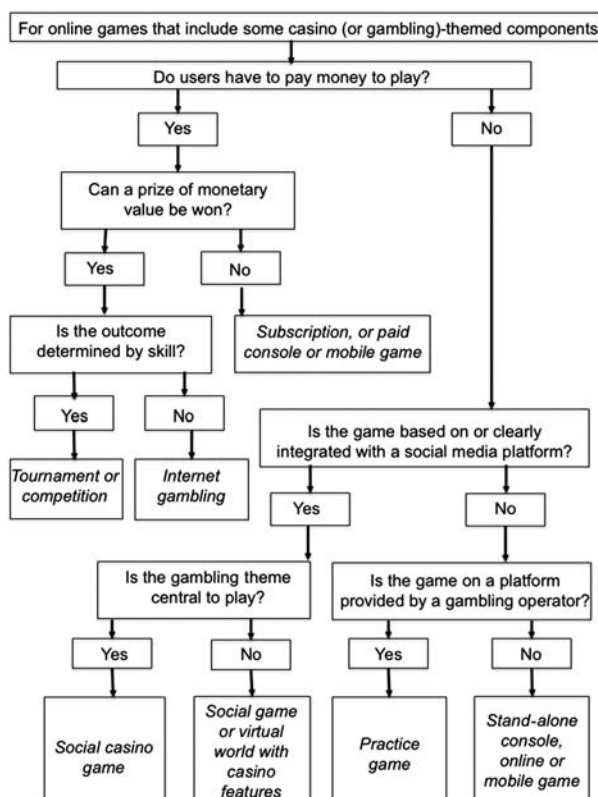 For online games that include some casino (or gambling)-themed components
Do users have to pay money to play?
Yes
No
Can a prize of monetary
value be won?
Yes
No
Is the outcome
determined by skill?
Subscription, or paid
console or mobile game
Yes
No
Is the game based on or clearly
integrated with a social media platform?
Tournament or
competition
Internet
gambling
Yes
No
Is the gambling theme
central to play?
Is the game on a platform
provided by a gambling operator?
Yes
No
Yes
No
Social casino
game
Social game
or virtual
world with
casino
features
Practice
game
Stand-alone
console,
online or
mobile game